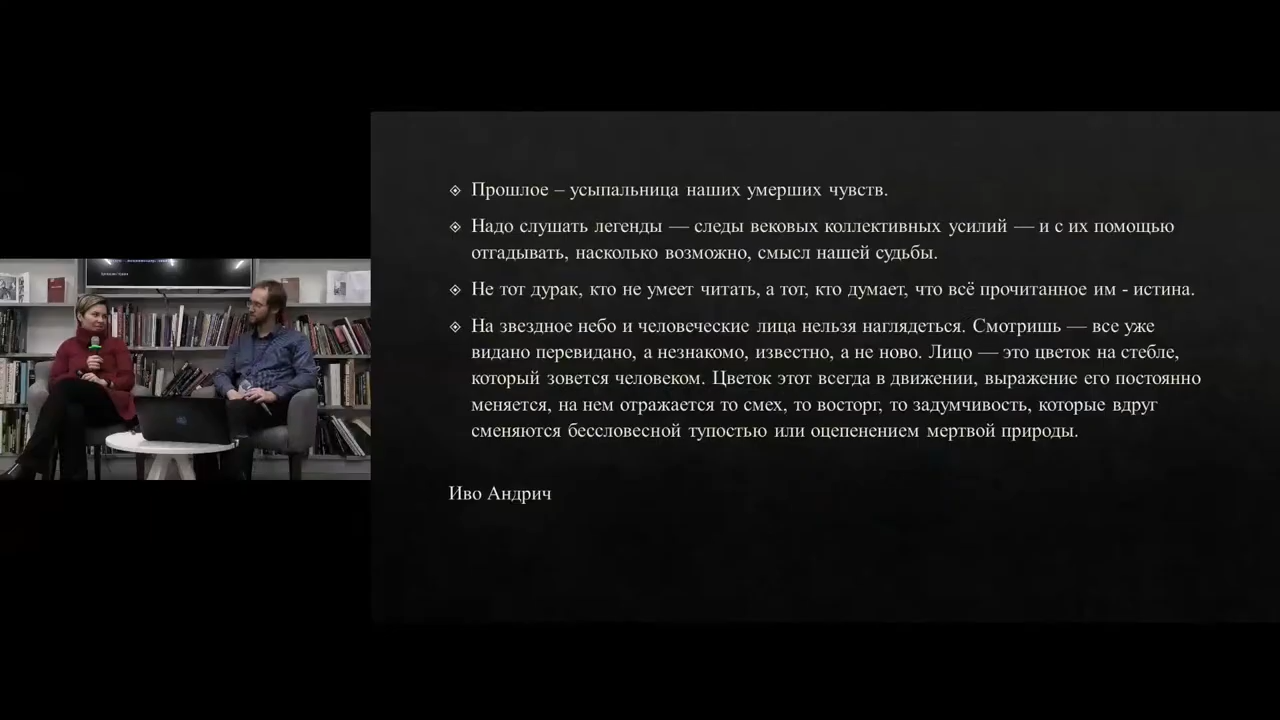 Прошлое – усыпальница наших умерших чувств.
Надо слушать легенды — следы вековых коллективных усилий — и с их помощью
отгадывать, насколько возможно, смысл нашей судьбы.
Не тот дурак, кто не умеет читать, а тот, кто думает, что всё прочитанное им - истина.
На звездное небо и человеческие лица нельзя наглядеться. Смотришь — все уже
видано перевидано, а незнакомо, известно, а не ново. Лицо — это цветок на стебле,
который зовется человеком. Цветок этот всегда в движении, выражение его постоянно
меняется, на нем отражается то смех, то восторг, то задумчивость, которые вдруг
сменяются бессловесной тупостью или оцепенением мертвой природы.
Иво Андрич